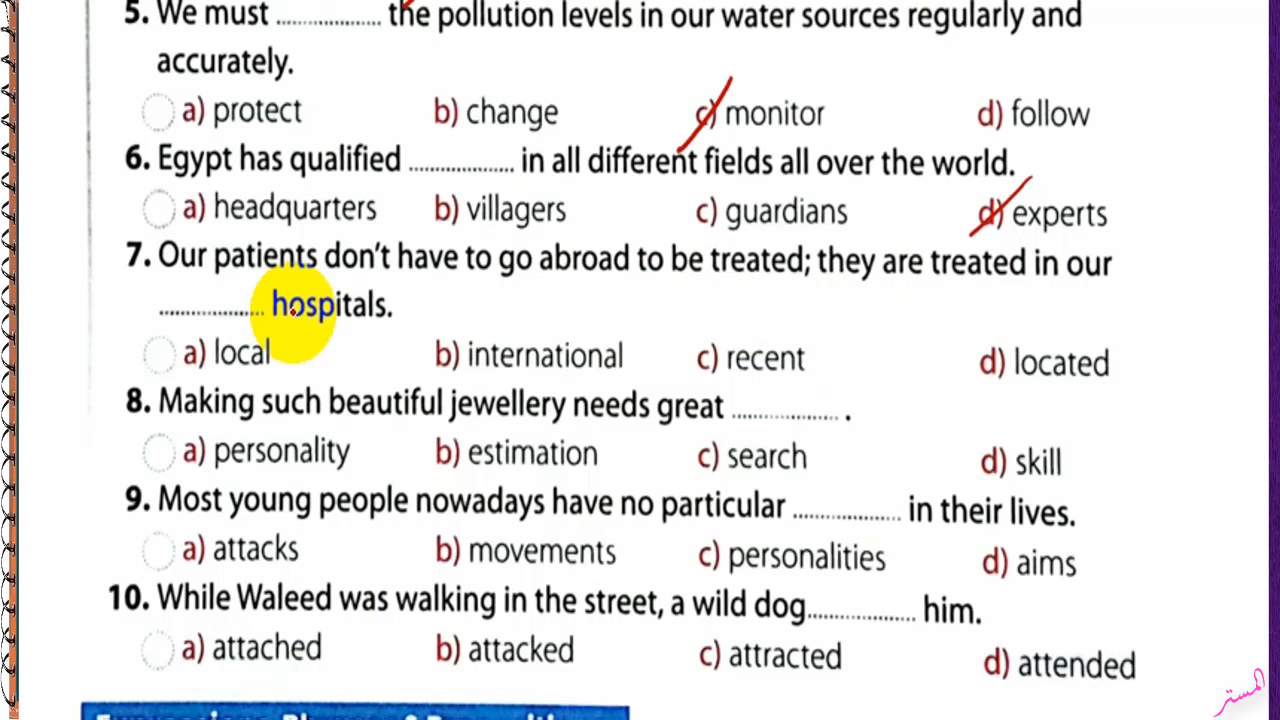 5. We must .................. the pollution levels in our water sources regularly and
accurately.
a) protect b) change c) monitor d) follow
6. Egypt has qualified .................. in all different fields all over the world.
a) headquarters b) villagers c) guardians d) experts
7. Our patients don't have to go abroad to be treated; they are treated in our
.................. hospitals.
a) local b) international c) recent d) located
8. Making such beautiful jewellery needs great .................. .
a) personality b) estimation c) search d) skill
9. Most young people nowadays have no particular .................. in their lives.
a) attacks b) movements c) personalities d) aims
10. While Waleed was walking in the street, a wild dog.................. him.
a) attached b) attacked c) attracted d) attended
المستر